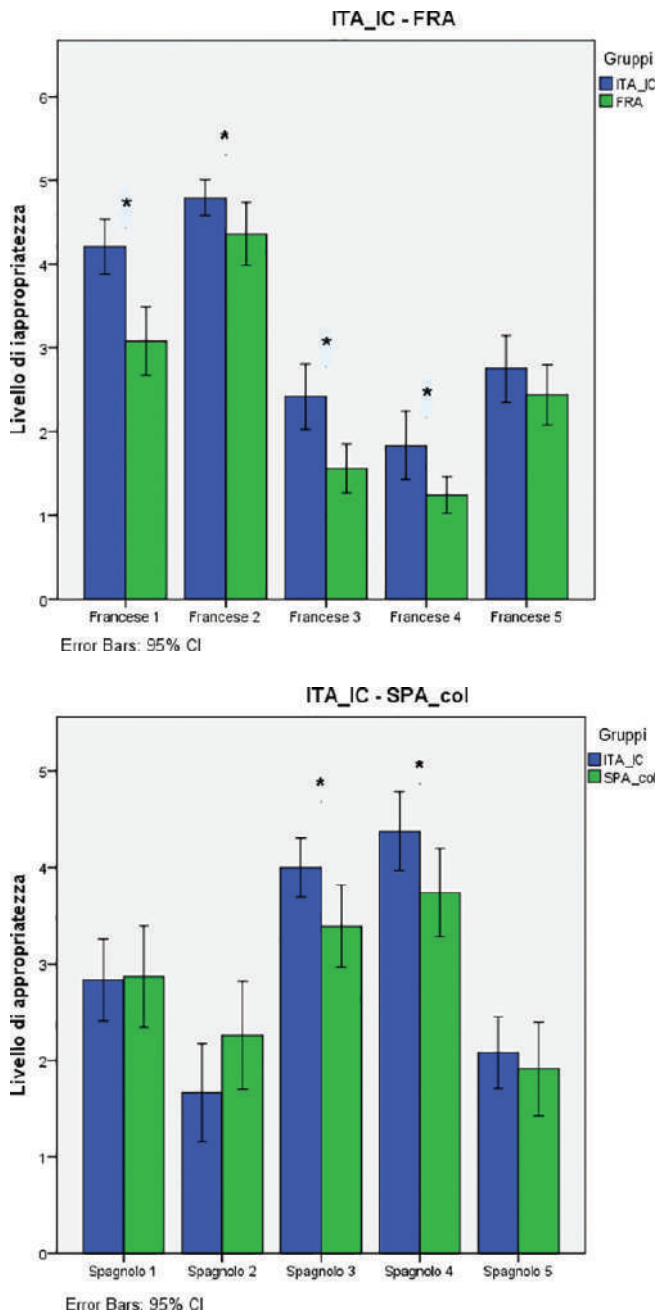 ITA_IC - FRA
Gruppi
ITA_IC
FRA
Livello di iappropriatezza
6
5
4
3
2
1
0
*
*
*
*
Francese 1 Francese 2 Francese 3 Francese 4 Francese 5
Error Bars: 95% CI
ITA_IC - SPA_col
Gruppi
ITA_IC
SPA_col
Livello di appropriatezza
5
4
3
2
1
0
*
*
Spagnolo 1 Spagnolo 2 Spagnolo 3 Spagnolo 4 Spagnolo 5
Error Bars: 95% CI